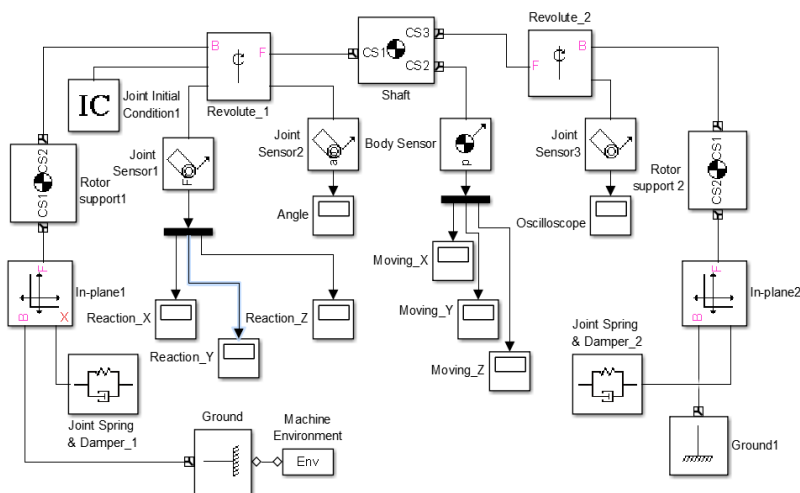 Revolute_2
B
F
CS1
CS3
CS2
Shaft
F
B
IC
Joint Initial
Condition1
Revolute_1
Joint
Sensor1
Joint
Sensor2
Body Sensor
p
Joint
Sensor3
CS1 CS2
Rotor
support1
Angle
Oscilloscope
Rotor
support 2
CS2 CS1
F
B
X
In-plane1
Reaction_X
Reaction_Y
Reaction_Z
Moving_X
Moving_Y
Moving_Z
F
B
In-plane2
Joint Spring
& Damper_1
Joint Spring
& Damper_2
Ground
Machine
Environment
Env
Ground1